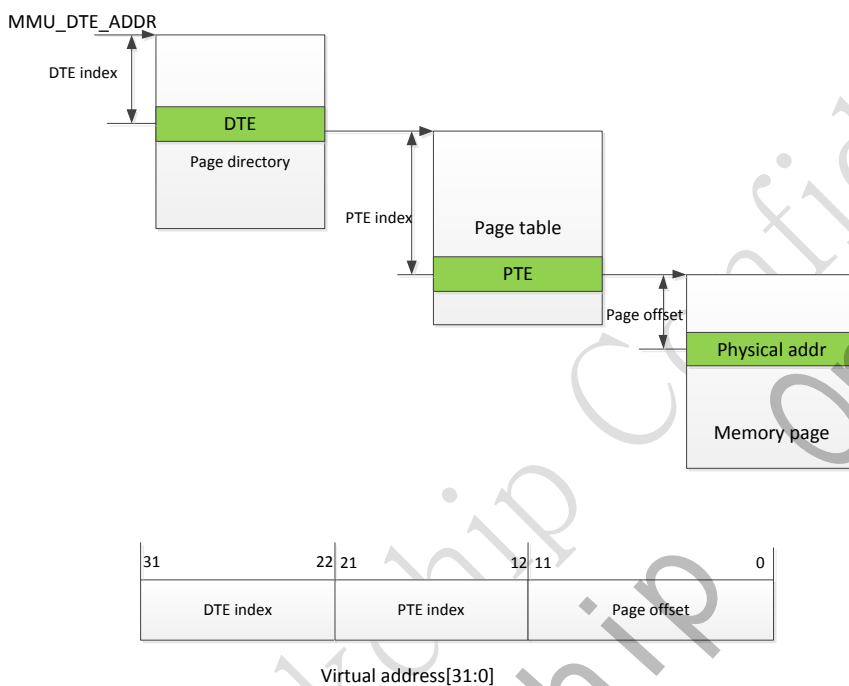 MMU_DTE_ADDR
DTE index
DTE
Page directory
PTE index
Page table
PTE
Page offset
Physical addr
Memory page
31 22 21 12 11 0
DTE index PTE index Page offset
Virtual address[31:0]